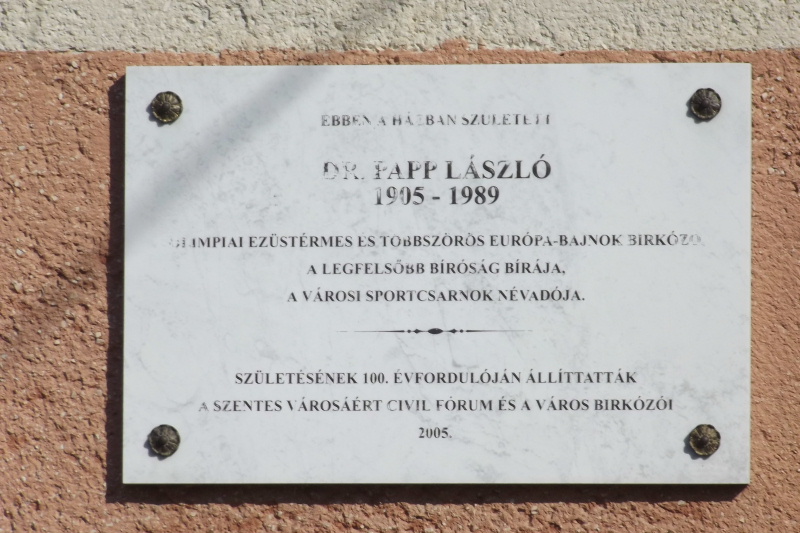 EBBEN A HÁZBAN SZÜLETETT
DR. PAPP LÁSZLÓ
1905 - 1989
OLIMPIAI EZÜSTÉRMES ÉS TÖBBSZÖRÖS EURÓPA-BAJNOK BIRKÓZÓ
A LEGFELSŐBB BÍRÓSÁG BÍRÁJA,
A VÁROSI SPORTCSARNOK NÉVADÓJA.
SZÜLETÉSÉNEK 100. ÉVFORDULÓJÁN ÁLLÍTTATTÁK
A SZENTES VÁROSÁÉRT CIVIL FÓRUM ÉS A VÁROS BIRKÓZÓI
2005.